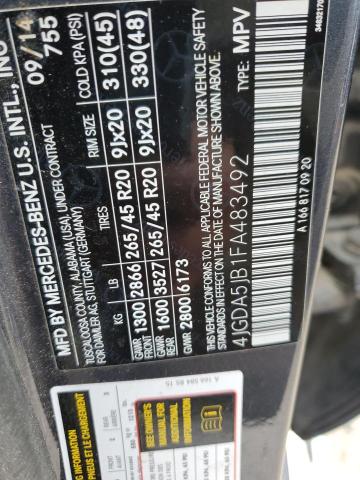 MFD BY MERCEDES-BENZ U.S. INTL., INC 09/14
TUSCALOOSA COUNTY, ALABAMA (USA), UNDER CONTRACT 755
FOR DAIMLER AG, STUTTGART/GERMANY)
KG LB TIRES RIM SIZE COLD KPA (PSI)
GAWR 1300 2866 265/45 R20 9Jx20 310(45)
GAWR 1600 3527 265/45 R20 9Jx20 330(48)
GVWR 2800 6173
THIS VEHICLE CONFORMS TO ALL APPLICABLE FEDERAL MOTOR VEHICLE SAFETY
STANDARDS IN EFFECT ON THE DATE OF MANUFACTURE SHOWN ABOVE.
4JGDA5JB1FA483492 TYPE: MPV
A 166 817 09 20
A 166 584 85 15
SEE OWNER'S
MANUAL FOR
ADDITIONAL
INFORMATION